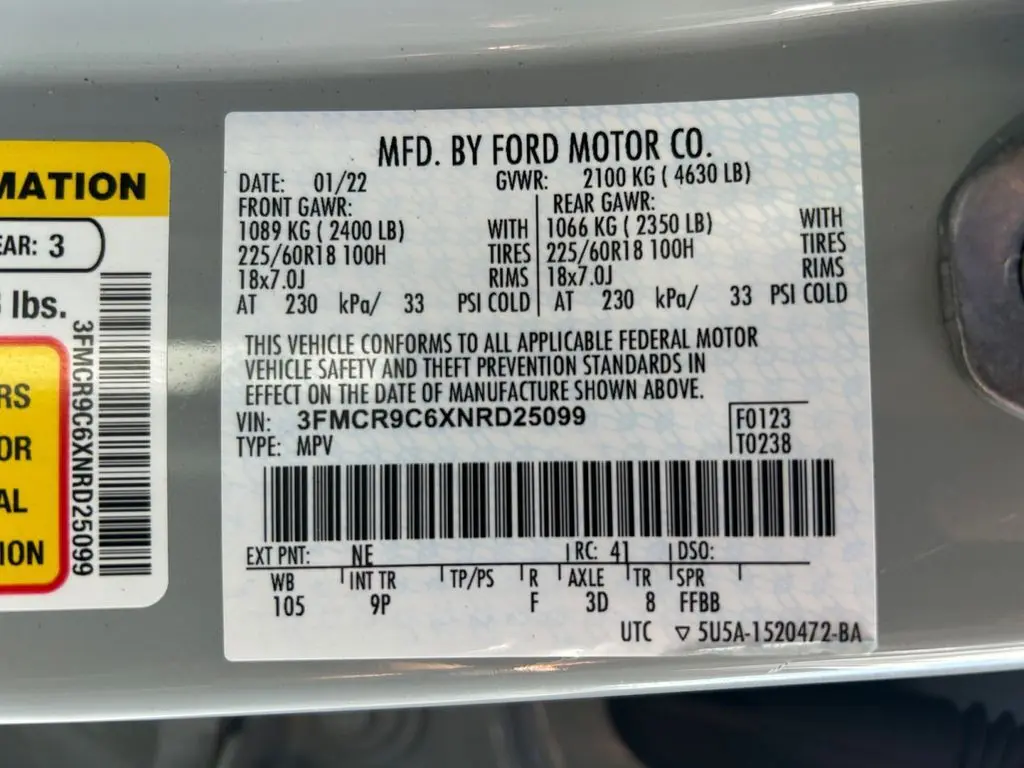 MATION
EAR: 3
lbs.
RS
OR
AL
ION
3FMCR9C6XNRD25099
MFD. BY FORD MOTOR CO.
DATE: 01/22 GVWR: 2100 KG ( 4630 LB)
FRONT GAWR: REAR GAWR:
1089 KG ( 2400 LB) WITH 1066 KG ( 2350 LB) WITH
225/60R18 100H TIRES 225/60R18 100H TIRES
18x7.0J RIMS 18x7.0J RIMS
AT 230 kPa/ 33 PSI COLD AT 230 kPa/ 33 PSI COLD
THIS VEHICLE CONFORMS TO ALL APPLICABLE FEDERAL MOTOR
VEHICLE SAFETY AND THEFT PREVENTION STANDARDS IN
EFFECT ON THE DATE OF MANUFACTURE SHOWN ABOVE.
VIN: 3FMCR9C6XNRD25099 F0123
TYPE: MPV T0238
EXT PNT: NE RC: 41 DSO:
WB INT TR TP/PS R AXLE TR SPR
105 9P F 3D 8 FFBB
UTC ▽ 5U5A-1520472-BA